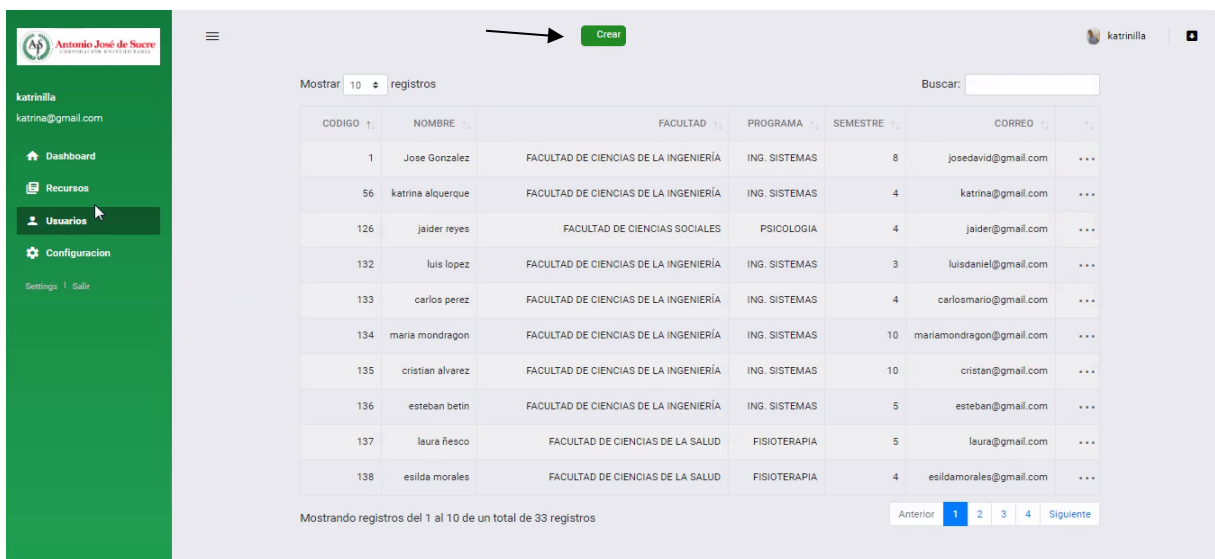 Antonio José de Sucre
CORPORACIÓN UNIVERSITARIA
Crear
katrinilla
katrinilla
katrina@gmail.com
Dashboard
Recursos
Usuarios
Configuracion
Settings | Salir
Mostrar 10 registros
Buscar:
CODIGO NOMBRE FACULTAD PROGRAMA SEMESTRE CORREO
1 Jose Gonzalez FACULTAD DE CIENCIAS DE LA INGENIERÍA ING. SISTEMAS 8 josedavid@gmail.com
56 katrina alquerque FACULTAD DE CIENCIAS DE LA INGENIERÍA ING. SISTEMAS 4 katrina@gmail.com
126 jaider reyes FACULTAD DE CIENCIAS SOCIALES PSICOLOGIA 4 jaider@gmail.com
132 luis lopez FACULTAD DE CIENCIAS DE LA INGENIERÍA ING. SISTEMAS 3 luisdaniel@gmail.com
133 carlos perez FACULTAD DE CIENCIAS DE LA INGENIERÍA ING. SISTEMAS 4 carlosmario@gmail.com
134 maria mondragon FACULTAD DE CIENCIAS DE LA INGENIERÍA ING. SISTEMAS 10 mariamondragon@gmail.com
135 cristian alvarez FACULTAD DE CIENCIAS DE LA INGENIERÍA ING. SISTEMAS 10 cristan@gmail.com
136 esteban betin FACULTAD DE CIENCIAS DE LA INGENIERÍA ING. SISTEMAS 5 esteban@gmail.com
137 laura ñesco FACULTAD DE CIENCIAS DE LA SALUD FISIOTERAPIA 5 laura@gmail.com
138 esilda morales FACULTAD DE CIENCIAS DE LA SALUD FISIOTERAPIA 4 esildamorales@gmail.com
Mostrando registros del 1 al 10 de un total de 33 registros
Anterior 1 2 3 4 Siguiente